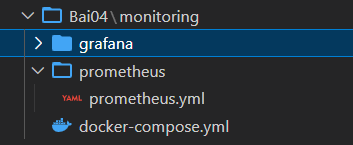 Bai04\monitoring
grafana
prometheus
YAML prometheus.yml
docker-compose.yml